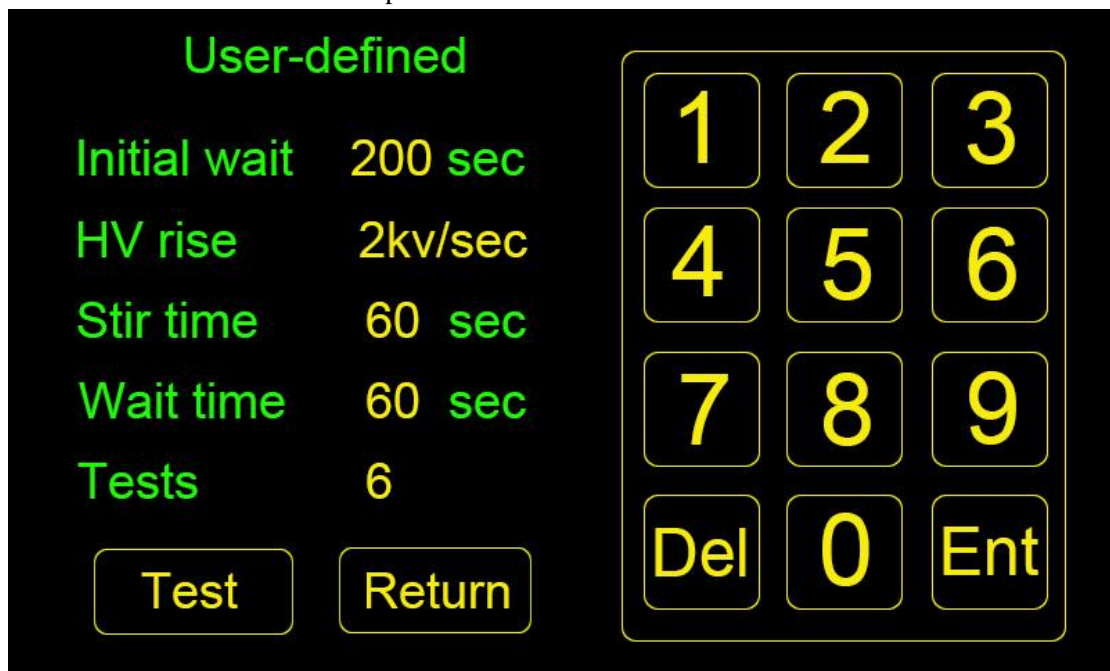 User-defined
Initial wait 200 sec
HV rise 2kv/sec
Stir time 60 sec
Wait time 60 sec
Tests 6
Test Return
1 2 3
4 5 6
7 8 9
Del 0 Ent